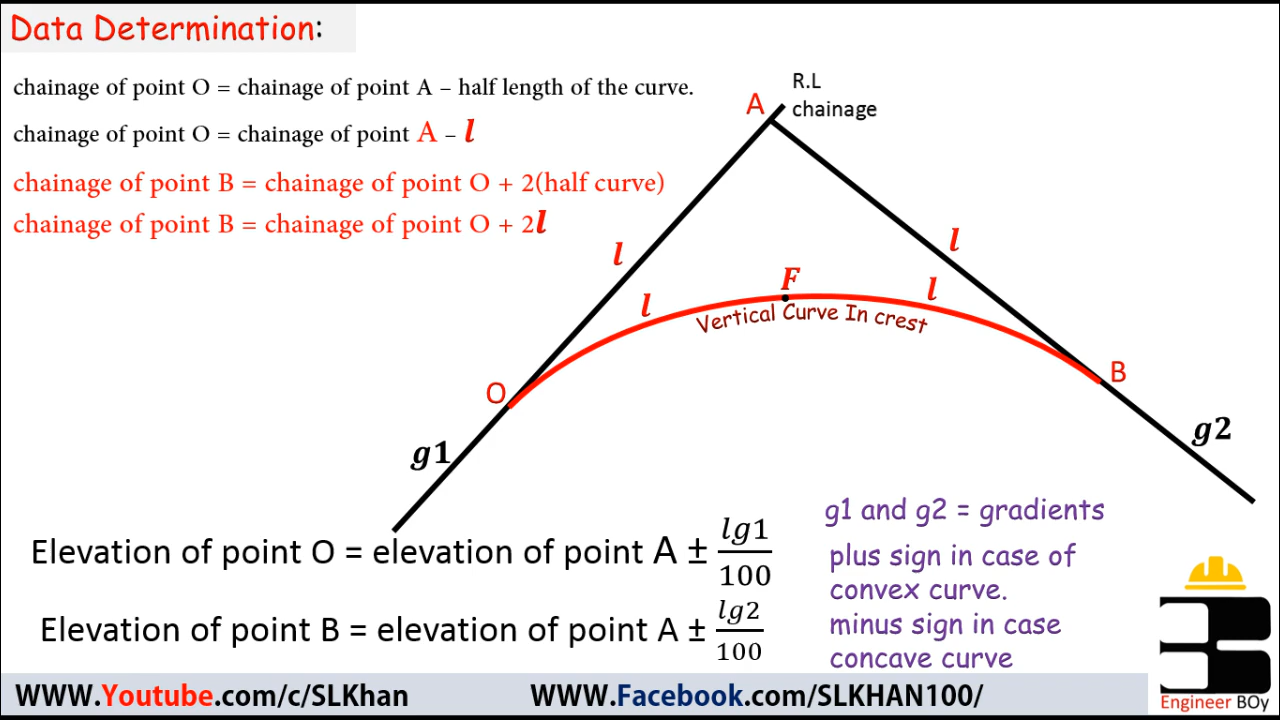 Data Determination:
chainage of point O = chainage of point A – half length of the curve.
chainage of point O = chainage of point A – l
chainage of point B = chainage of point O + 2(half curve)
chainage of point B = chainage of point O + 2l
A
R.L
chainage
l
l
l
F
l
Vertical Curve In crest
O
B
g1
g2
Elevation of point O = elevation of point A ± lg1/100
Elevation of point B = elevation of point A ± lg2/100
g1 and g2 = gradients
plus sign in case of
convex curve.
minus sign in case
concave curve
WWW.Youtube.com/c/SLKhan
WWW.Facebook.com/SLKHAN100/
Engineer BOy